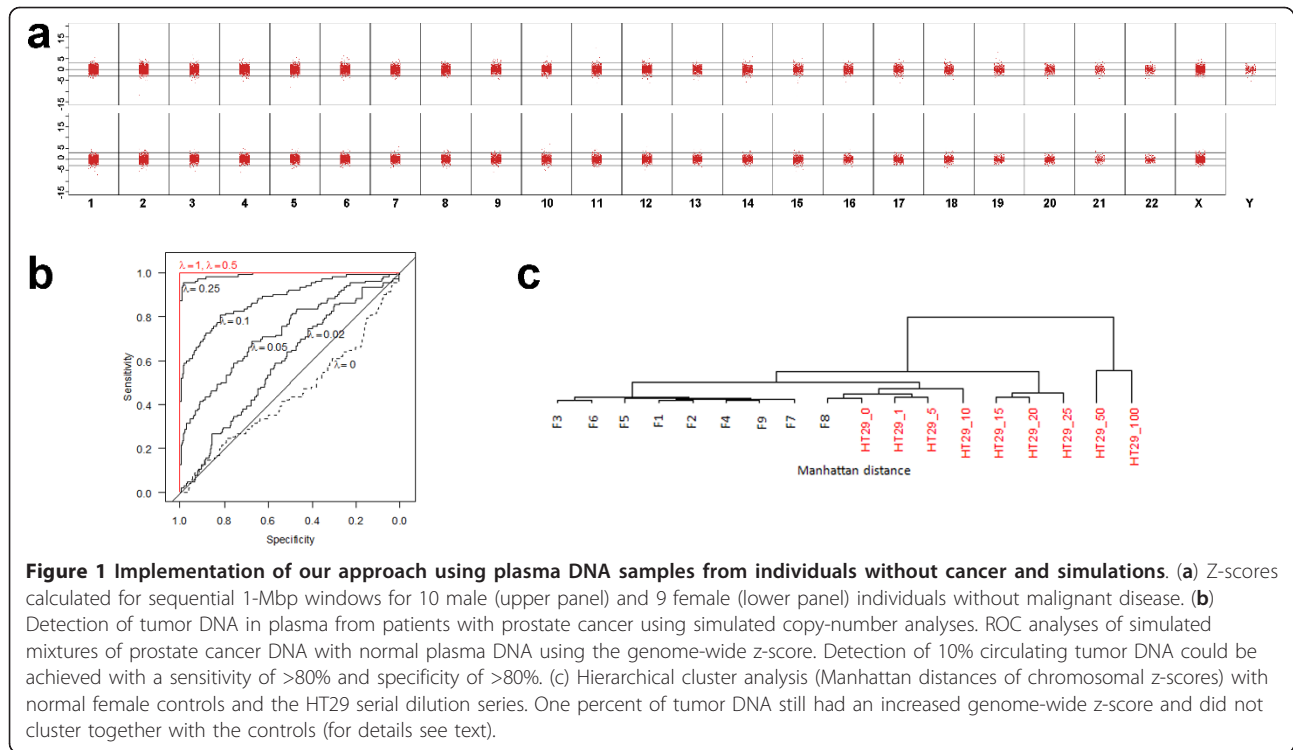 a
15
5
0
-5
-15
15
5
0
-5
-15
1 2 3 4 5 6 7 8 9 10 11 12 13 14 15 16 17 18 19 20 21 22 X Y
b
λ=1, λ=0.5
λ=0.25
λ=0.1
λ=0.05
λ=0.02
λ=0
1.0
0.8
0.6
0.4
0.2
0.0
Sensitivity
1.0 0.8 0.6 0.4 0.2 0.0
Specificity
c
F3 F6 F5 F1 F2 F4 F9 F7 F8 HT29_0 HT29_1 HT29_5 HT29_10 HT29_15 HT29_20 HT29_25 HT29_50 HT29_100
Manhattan distance
Figure 1 Implementation of our approach using plasma DNA samples from individuals without cancer and simulations. (a) Z-scores
calculated for sequential 1-Mbp windows for 10 male (upper panel) and 9 female (lower panel) individuals without malignant disease. (b)
Detection of tumor DNA in plasma from patients with prostate cancer using simulated copy-number analyses. ROC analyses of simulated
mixtures of prostate cancer DNA with normal plasma DNA using the genome-wide z-score. Detection of 10% circulating tumor DNA could be
achieved with a sensitivity of >80% and specificity of >80%. (c) Hierarchical cluster analysis (Manhattan distances of chromosomal z-scores) with
normal female controls and the HT29 serial dilution series. One percent of tumor DNA still had an increased genome-wide z-score and did not
cluster together with the controls (for details see text).